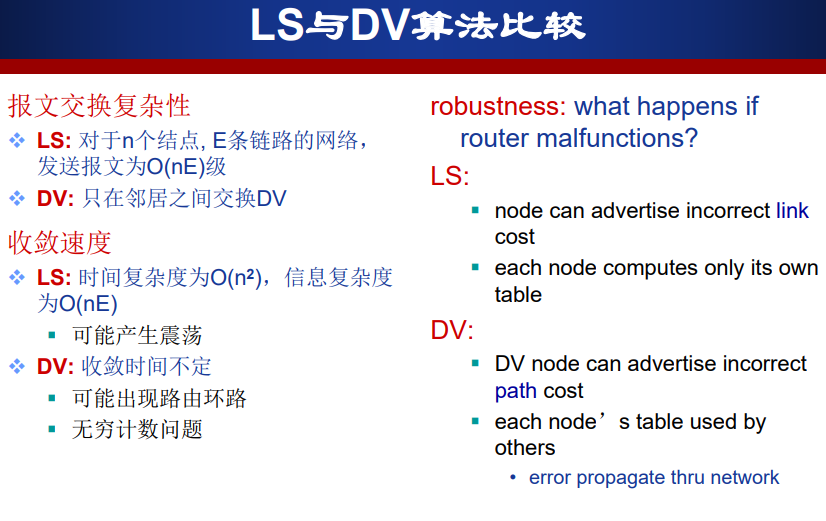 LS与DV算法比较
报文交换复杂性
LS: 对于n个结点, E条链路的网络，
发送报文为O(nE)级
DV: 只在邻居之间交换DV
收敛速度
LS: 时间复杂度为O(n²)，信息复杂度
为O(nE)
可能产生震荡
DV: 收敛时间不定
可能出现路由环路
无穷计数问题
robustness: what happens if
router malfunctions?
LS:
node can advertise incorrect link
cost
each node computes only its own
table
DV:
DV node can advertise incorrect
path cost
each node’s table used by
others
• error propagate thru network